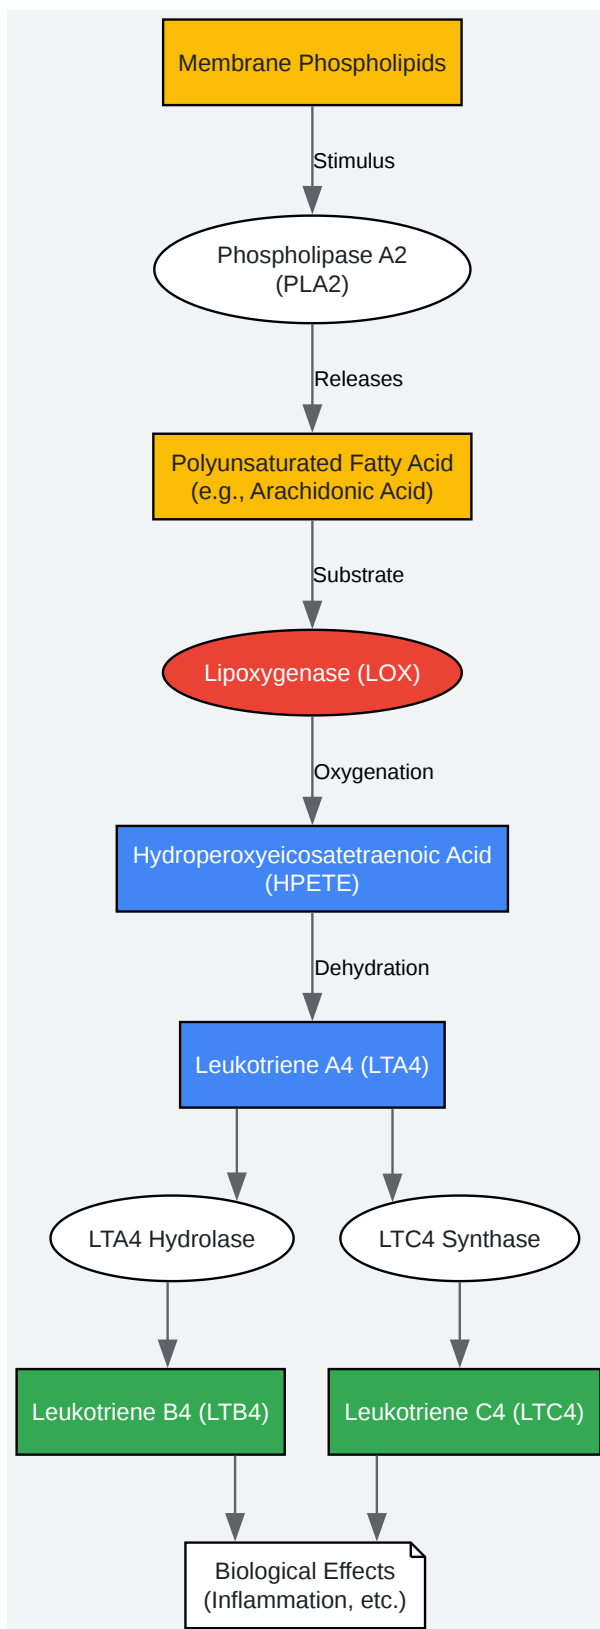 Membrane Phospholipids
Stimulus
Phospholipase A2
(PLA2)
Releases
Polyunsaturated Fatty Acid
(e.g., Arachidonic Acid)
Substrate
Lipoxygenase (LOX)
Oxygenation
Hydroperoxyeicosatetraenoic Acid
(HPETE)
Dehydration
Leukotriene A4 (LTA4)
LTA4 Hydrolase
LTC4 Synthase
Leukotriene B4 (LTB4)
Leukotriene C4 (LTC4)
Biological Effects
(Inflammation, etc.)